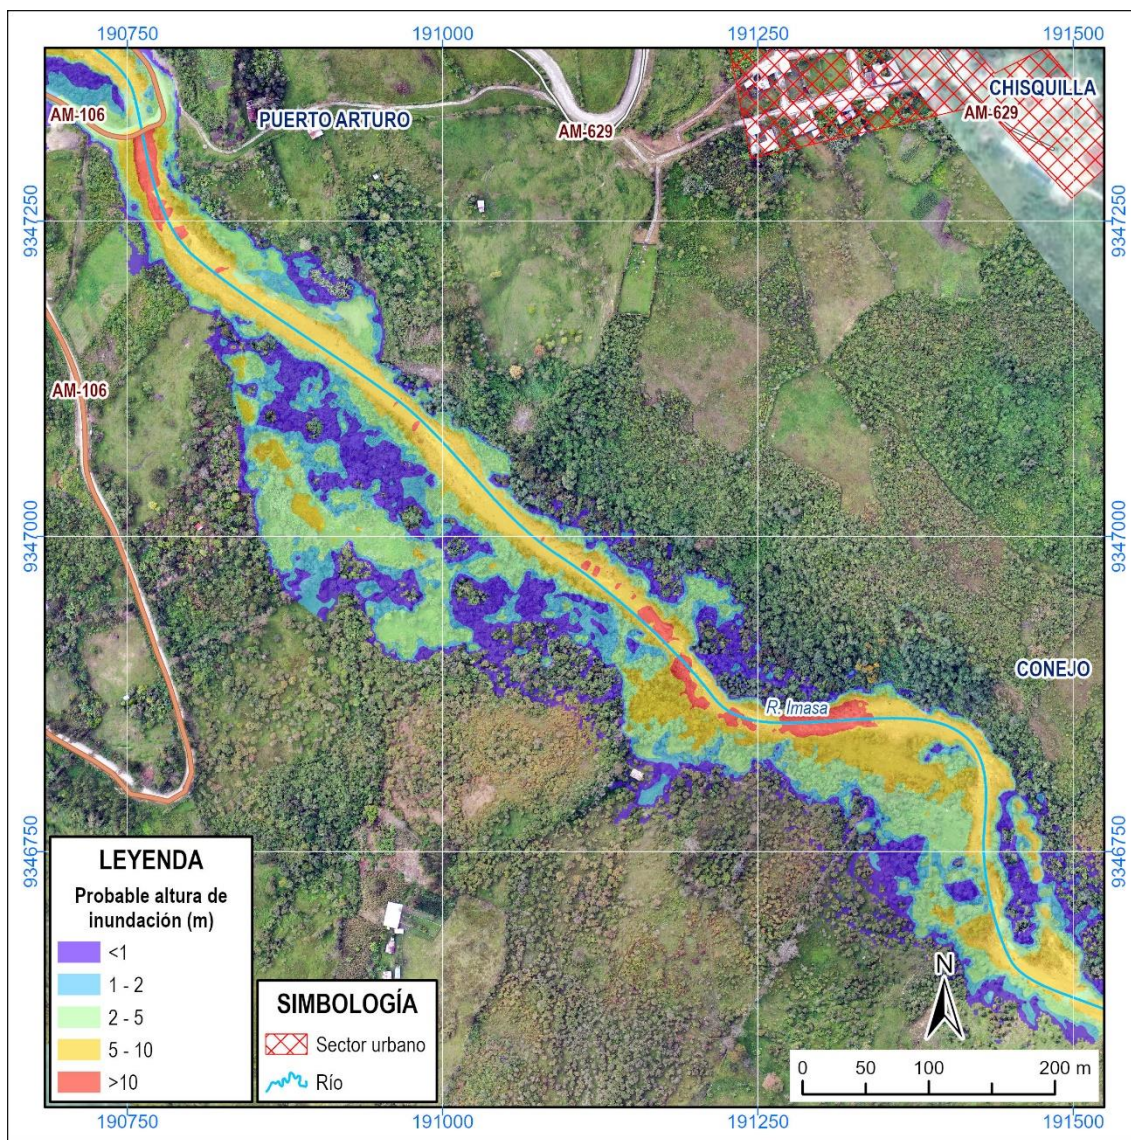 190750
191000
191250
191500
CHISQUILLA
AM-106
PUERTO ARTURO
AM-629
AM-629
9347250
9347250
AM-106
9347000
9347000
CONEJO
R. Imasa
9346750
9346750
LEYENDA
Probable altura de
inundación (m)
<1
1 - 2
2 - 5
5 - 10
>10
SIMBOLOGÍA
Sector urbano
Río
N
0 50 100 200 m
190750
191000
191250
191500